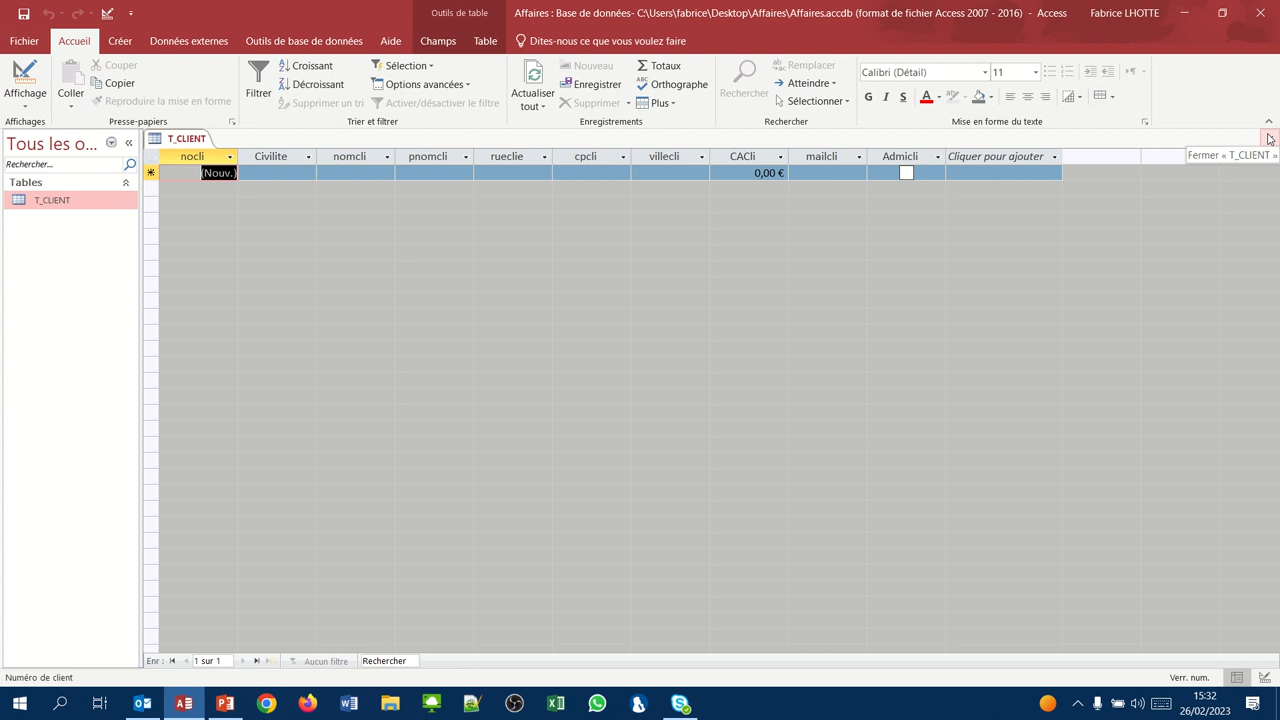 Outils de table
Affaires : Base de données- C:\Users\fabrice\Desktop\Affaires\Affaires.accdb (format de fichier Access 2007 - 2016) - Access
Fabrice LHOTTE
Fichier Accueil Créer Données externes Outils de base de données Aide Champs Table Dites-nous ce que vous voulez faire
Couper
Copier
Reproduire la mise en forme
Affichage
Coller
Filtrer
Croissant
Décroissant
Supprimer un tri
Sélection
Options avancées
Activer/désactiver le filtre
Actualiser
tout
Nouveau
Enregistrer
Supprimer
Totaux
Orthographe
Plus
Rechercher
Remplacer
Atteindre
Sélectionner
Calibri (Détail) 11
G I S A
Affichages Presse-papiers Trier et filtrer Enregistrements Rechercher Mise en forme du texte
Tous les o...
Rechercher...
Tables
T_CLIENT
T_CLIENT
Fermer « T_CLIENT »
nocli Civilite nomcli pnomcli rueclie cpcli villecli CACli mailcli Admicli Cliquer pour ajouter
(Nouv.) 0,00 €
Enr : 1 sur 1 Aucun filtre Rechercher
Numéro de client
Verr. num.
15:32
26/02/2023